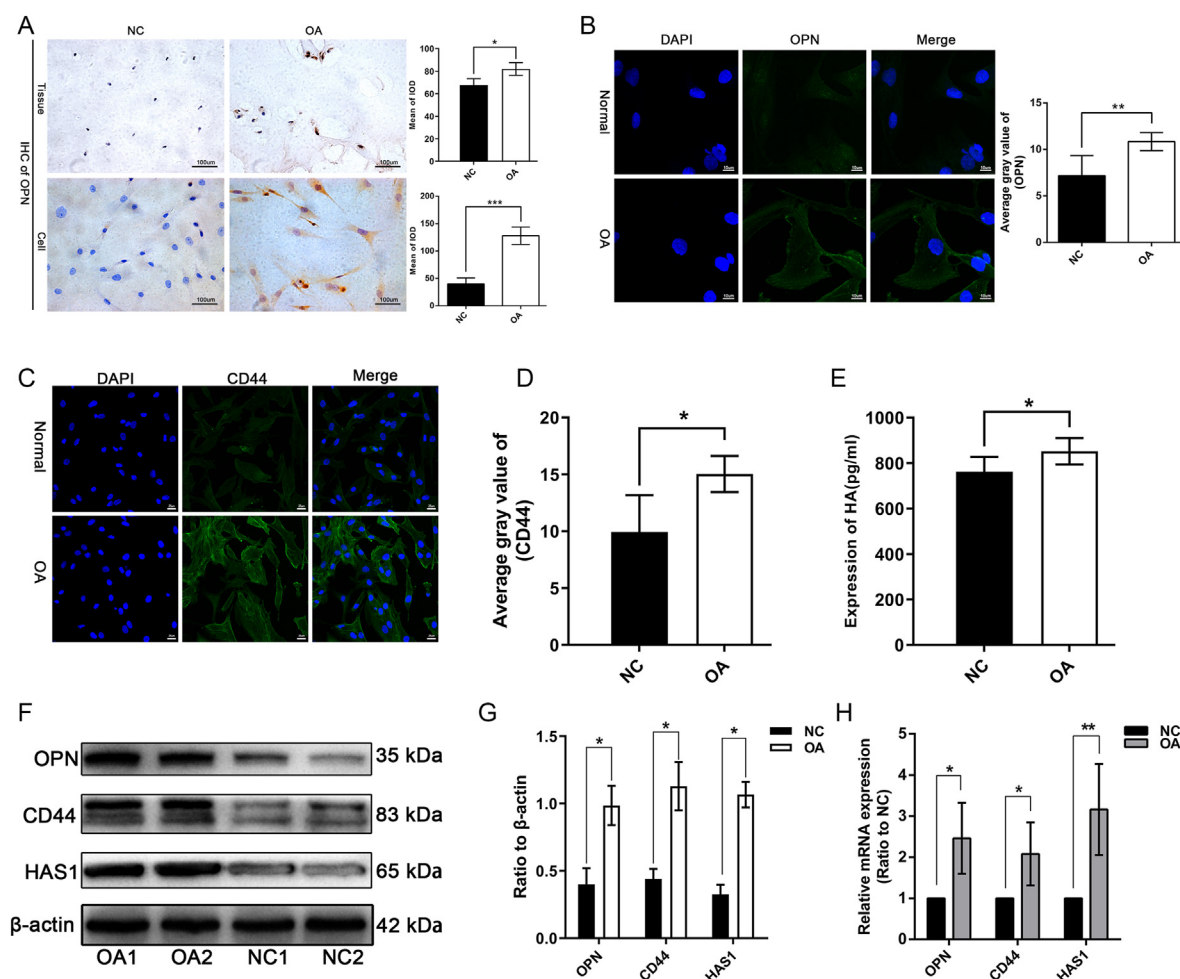 A
NC
OA
IHC of OPN
Tissue
Cell
100um
100um
100um
100um
Mean of IOD
100
80
60
40
20
0
*
NC
OA
Mean of IOD
200
150
100
50
0
***
NC
OA
B
DAPI
OPN
Merge
Normal
OA
10um
10um
10um
10um
10um
10um
Average gray value of
(OPN)
15
10
5
0
**
NC
OA
C
DAPI
CD44
Merge
Normal
OA
D
Average gray value of
(CD44)
20
15
10
5
0
*
NC
OA
E
Expression of HA(pg/ml)
1000
800
600
400
200
0
*
NC
OA
F
OPN
35 kDa
CD44
83 kDa
HAS1
65 kDa
β-actin
42 kDa
OA1 OA2 NC1 NC2
G
NC
OA
Ratio to β-actin
1.5
1.0
0.5
0.0
* * *
OPN
CD44
HAS1
H
NC
OA
Relative mRNA expression
(Ratio to NC)
5
4
3
2
1
0
* * **
OPN
CD44
HAS1